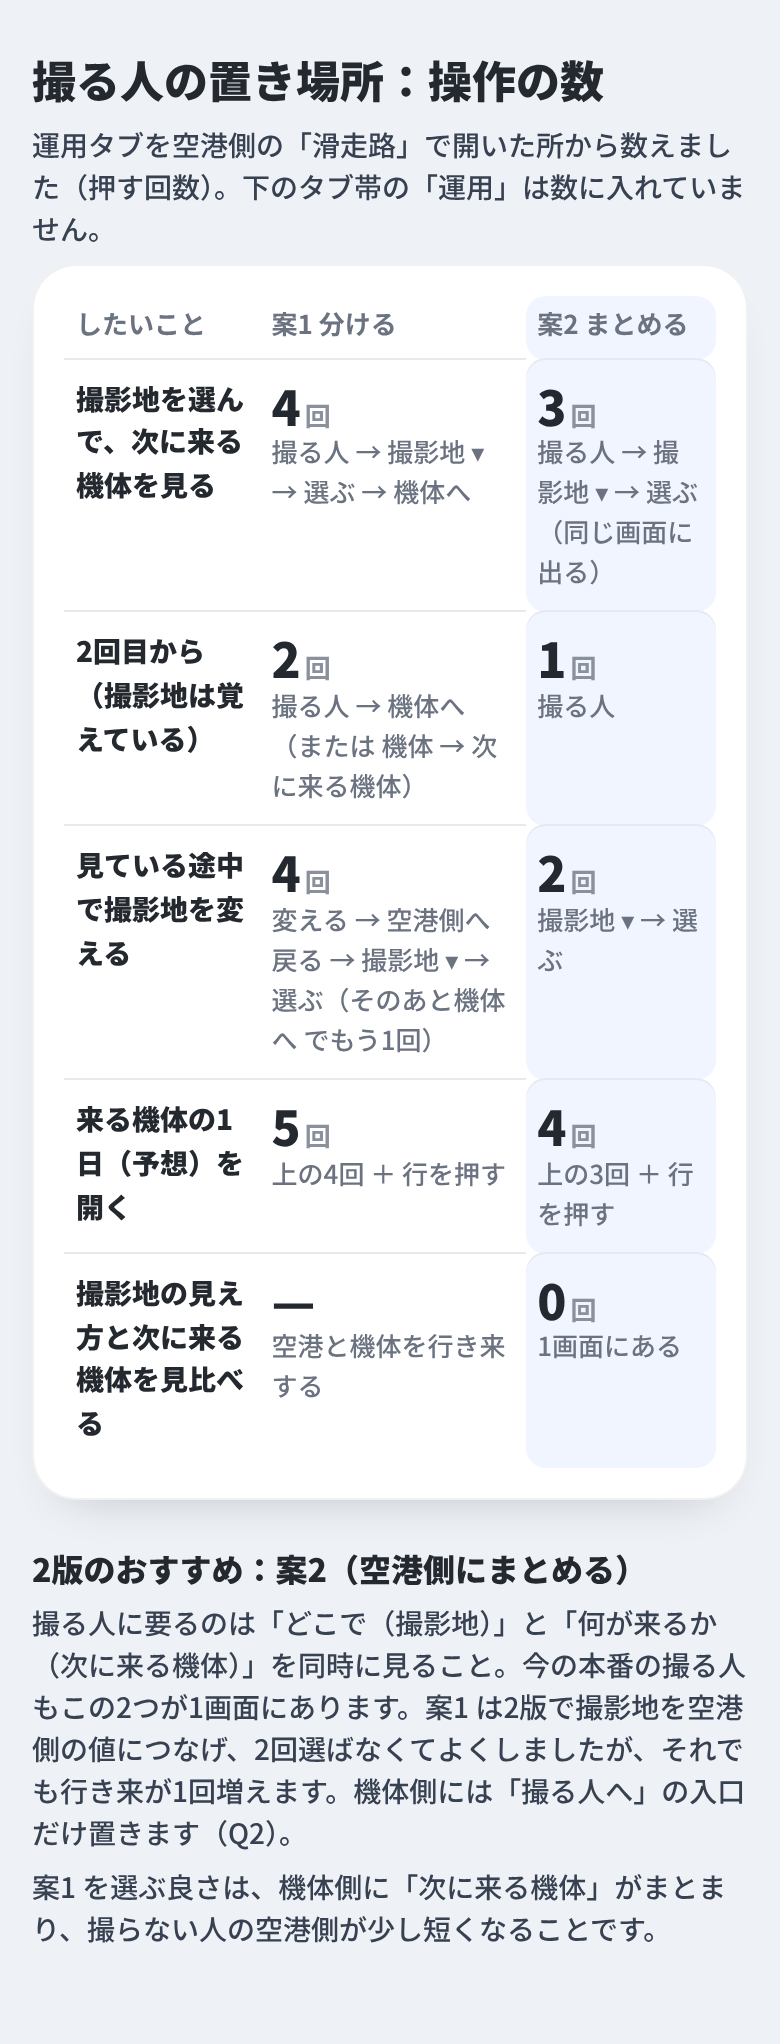 撮る人の置き場所：操作の数
運用タブを空港側の「滑走路」で開いた所から数えまし
た（押す回数）。下のタブ帯の「運用」は数に入れていま
せん。
したいこと 案1 分ける 案2 まとめる
撮影地を選ん
で、次に来る
機体を見る
4回
撮る人 → 撮影地 ▾
→ 選ぶ → 機体へ
3回
撮る人 → 撮
影地 ▾ → 選ぶ
（同じ画面に
出る）
2回目から
（撮影地は覚
えている）
2回
撮る人 → 機体へ
（または 機体 → 次
に来る機体）
1回
撮る人
見ている途中
で撮影地を変
える
4回
変える → 空港側へ
戻る → 撮影地 ▾ →
選ぶ（そのあと機体
へ でもう1回）
2回
撮影地 ▾ → 選
ぶ
来る機体の1
日（予想）を
開く
5回
上の4回 ＋ 行を押す
4回
上の3回 ＋ 行
を押す
撮影地の見え
方と次に来る
機体を見比べ
る
—
空港と機体を行き来
する
0回
1画面にある
2版のおすすめ：案2（空港側にまとめる）
撮る人に要るのは「どこで（撮影地）」と「何が来るか
（次に来る機体）」を同時に見ること。今の本番の撮る人
もこの2つが1画面にあります。案1 は2版で撮影地を空港
側の値につなげ、2回選ばなくてよくしましたが、それで
も行き来が1回増えます。機体側には「撮る人へ」の入口
だけ置きます（Q2）。
案1 を選ぶ良さは、機体側に「次に来る機体」がまとま
り、撮らない人の空港側が少し短くなることです。